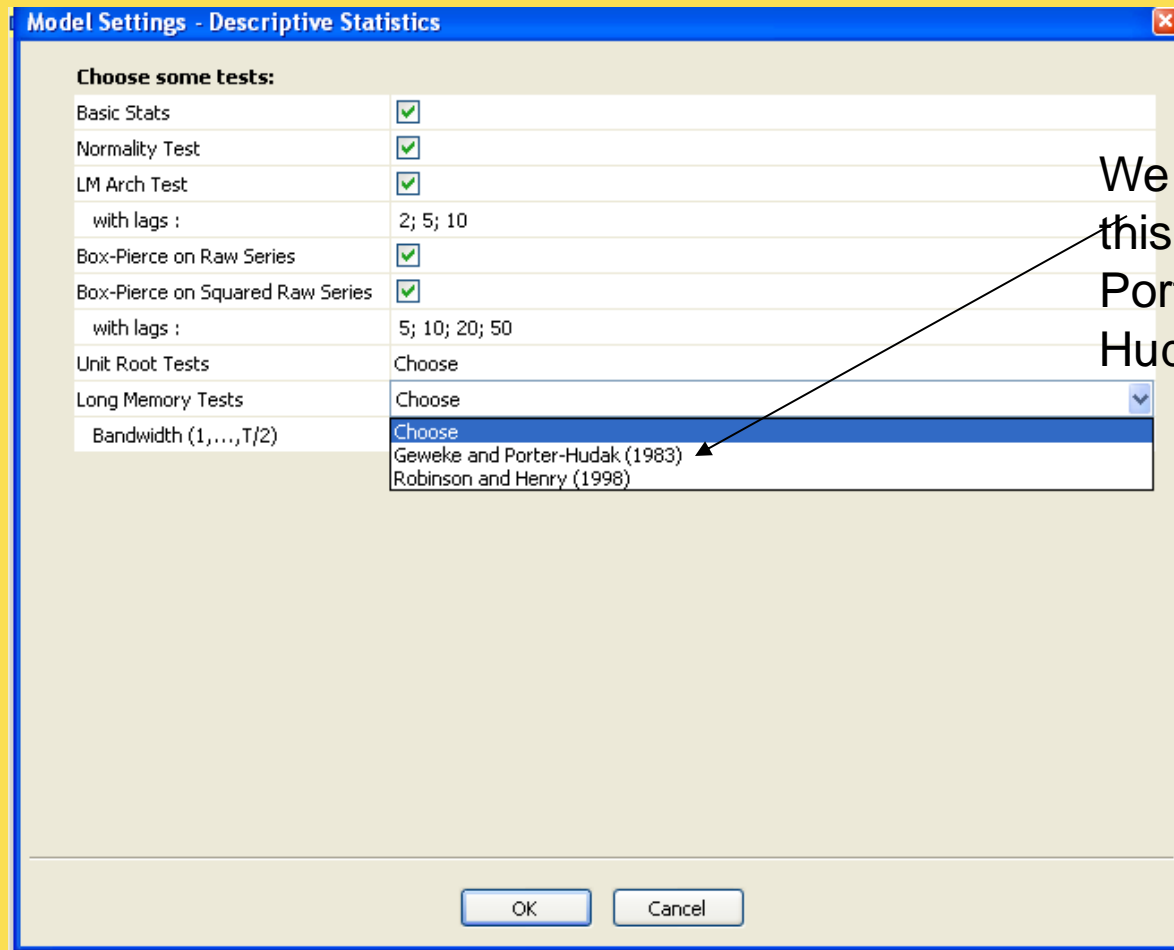 Model Settings - Descriptive Statistics
Choose some tests:
Basic Stats
Normality Test
LM Arch Test
with lags : 2; 5; 10
Box-Pierce on Raw Series
Box-Pierce on Squared Raw Series
with lags : 5; 10; 20; 50
Unit Root Tests Choose
Long Memory Tests Choose
Bandwidth (1,...,T/2) Choose
Geweke and Porter-Hudak (1983)
Robinson and Henry (1998)
OK Cancel
We
this